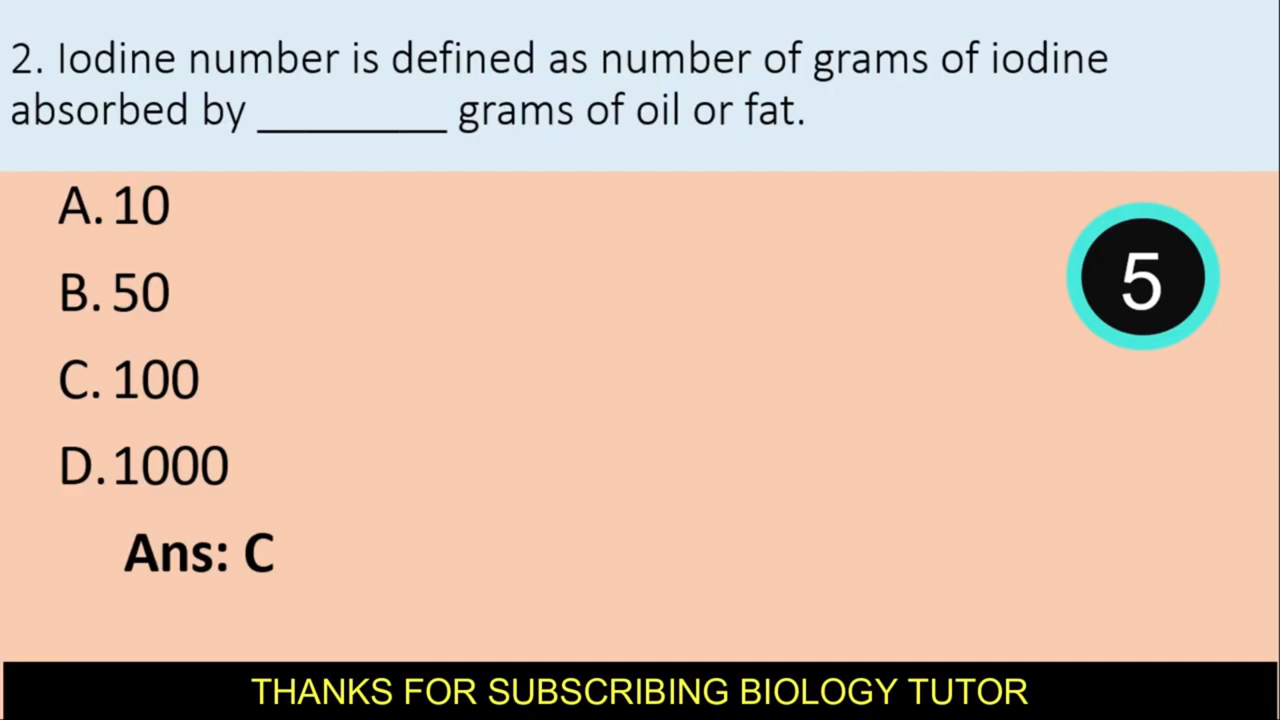 2. Iodine number is defined as number of grams of iodine
absorbed by _________ grams of oil or fat.
A. 10
5
B. 50
C. 100
D. 1000
Ans: C
THANKS FOR SUBSCRIBING BIOLOGY TUTOR